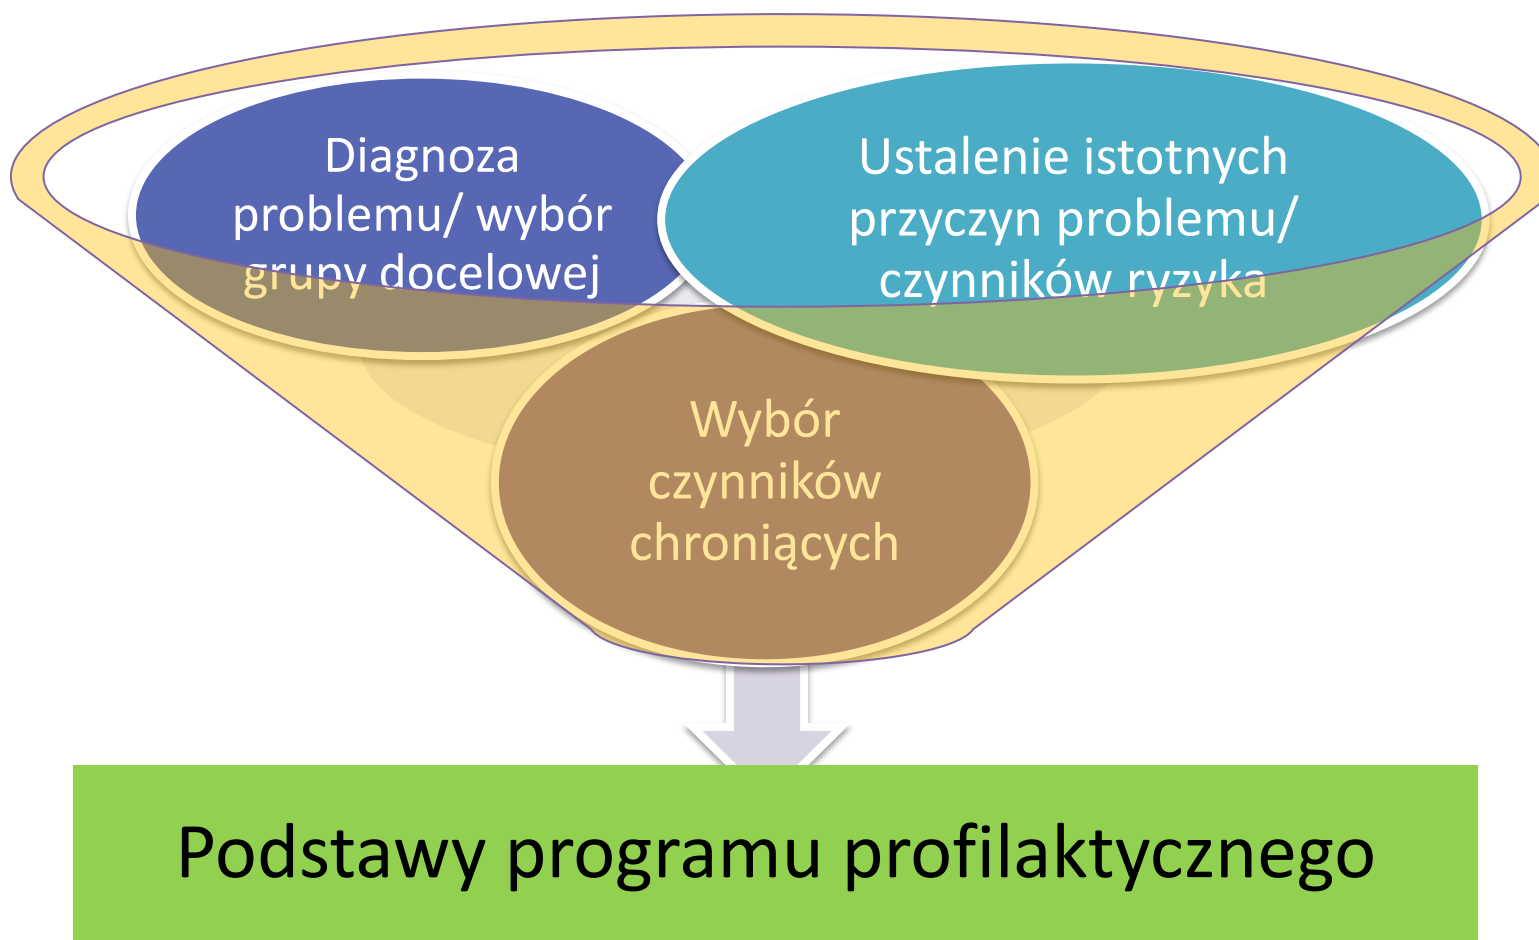 Diagnoza
problemu/ wybór
grupy docelowej
Ustalenie istotnych
przyczyn problemu/
czynników ryzyka
Wybór
czynników
chroniących
Podstawy programu profilaktycznego